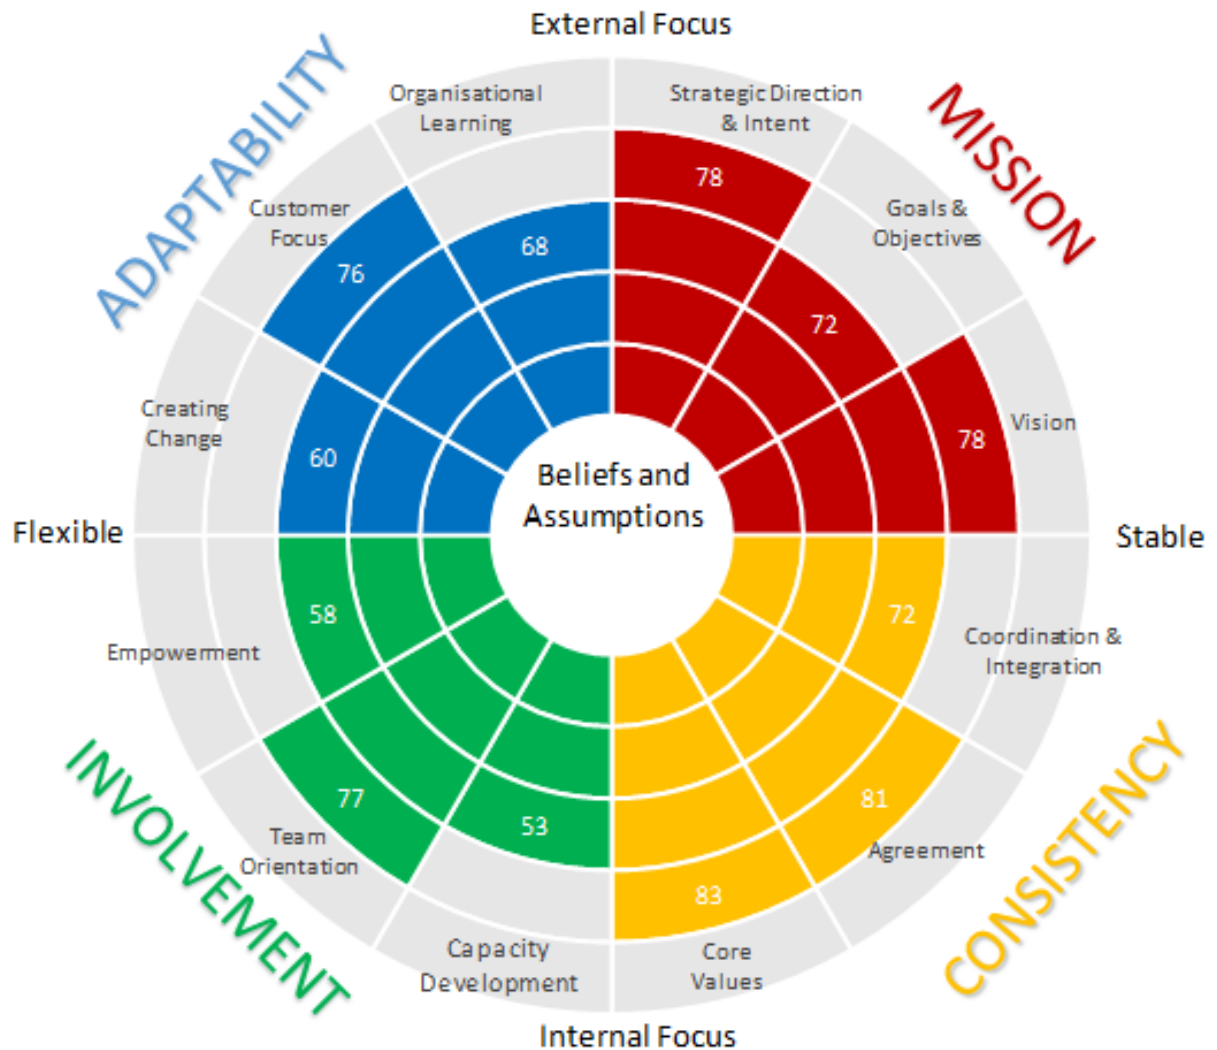 External Focus
ADAPTABILITY
MISSION
Organisational
Learning
Strategic Direction
& Intent
78
Customer
Focus
Goals &
Objectives
68
76
72
Creating
Change
Vision
60
78
Beliefs and
Assumptions
Flexible
Stable
58
72
Empowerment
Coordination &
Integration
77
81
53
Team
Orientation
Agreement
83
Capacity
Development
Core
Values
INVOLVEMENT
CONSISTENCY
Internal Focus